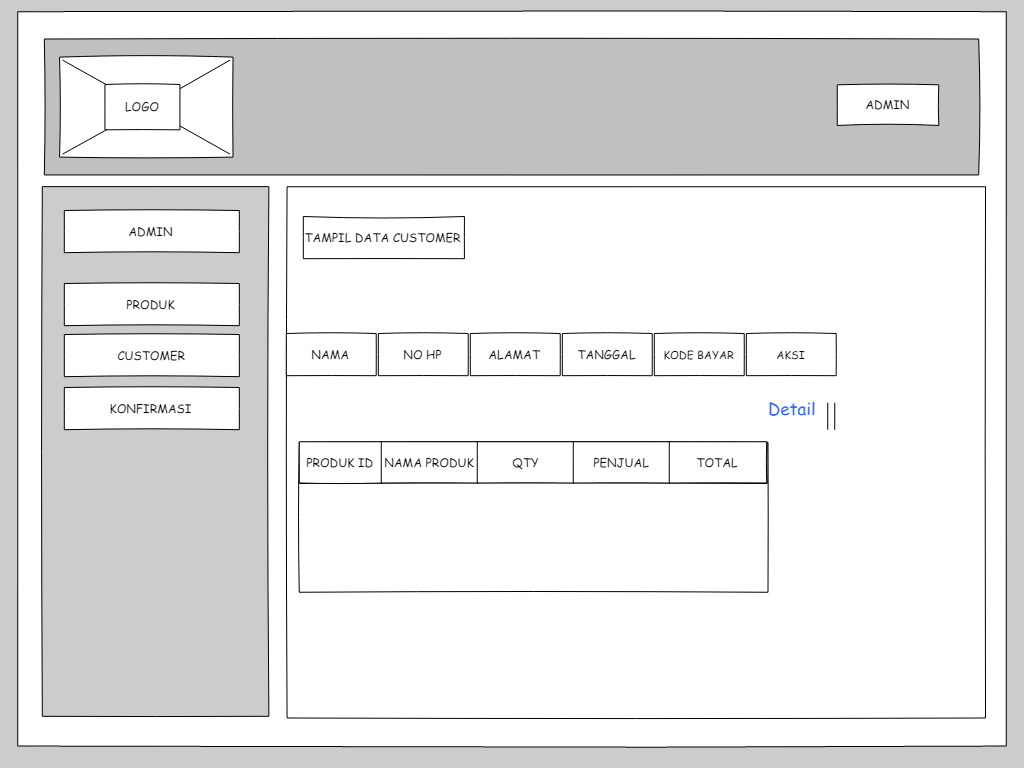 LOGO
ADMIN
ADMIN
PRODUK
CUSTOMER
KONFIRMASI
TAMPIL DATA CUSTOMER
NAMA NO HP ALAMAT TANGGAL KODE BAYAR AKSI
Detail
PRODUK ID NAMA PRODUK QTY PENJUAL TOTAL